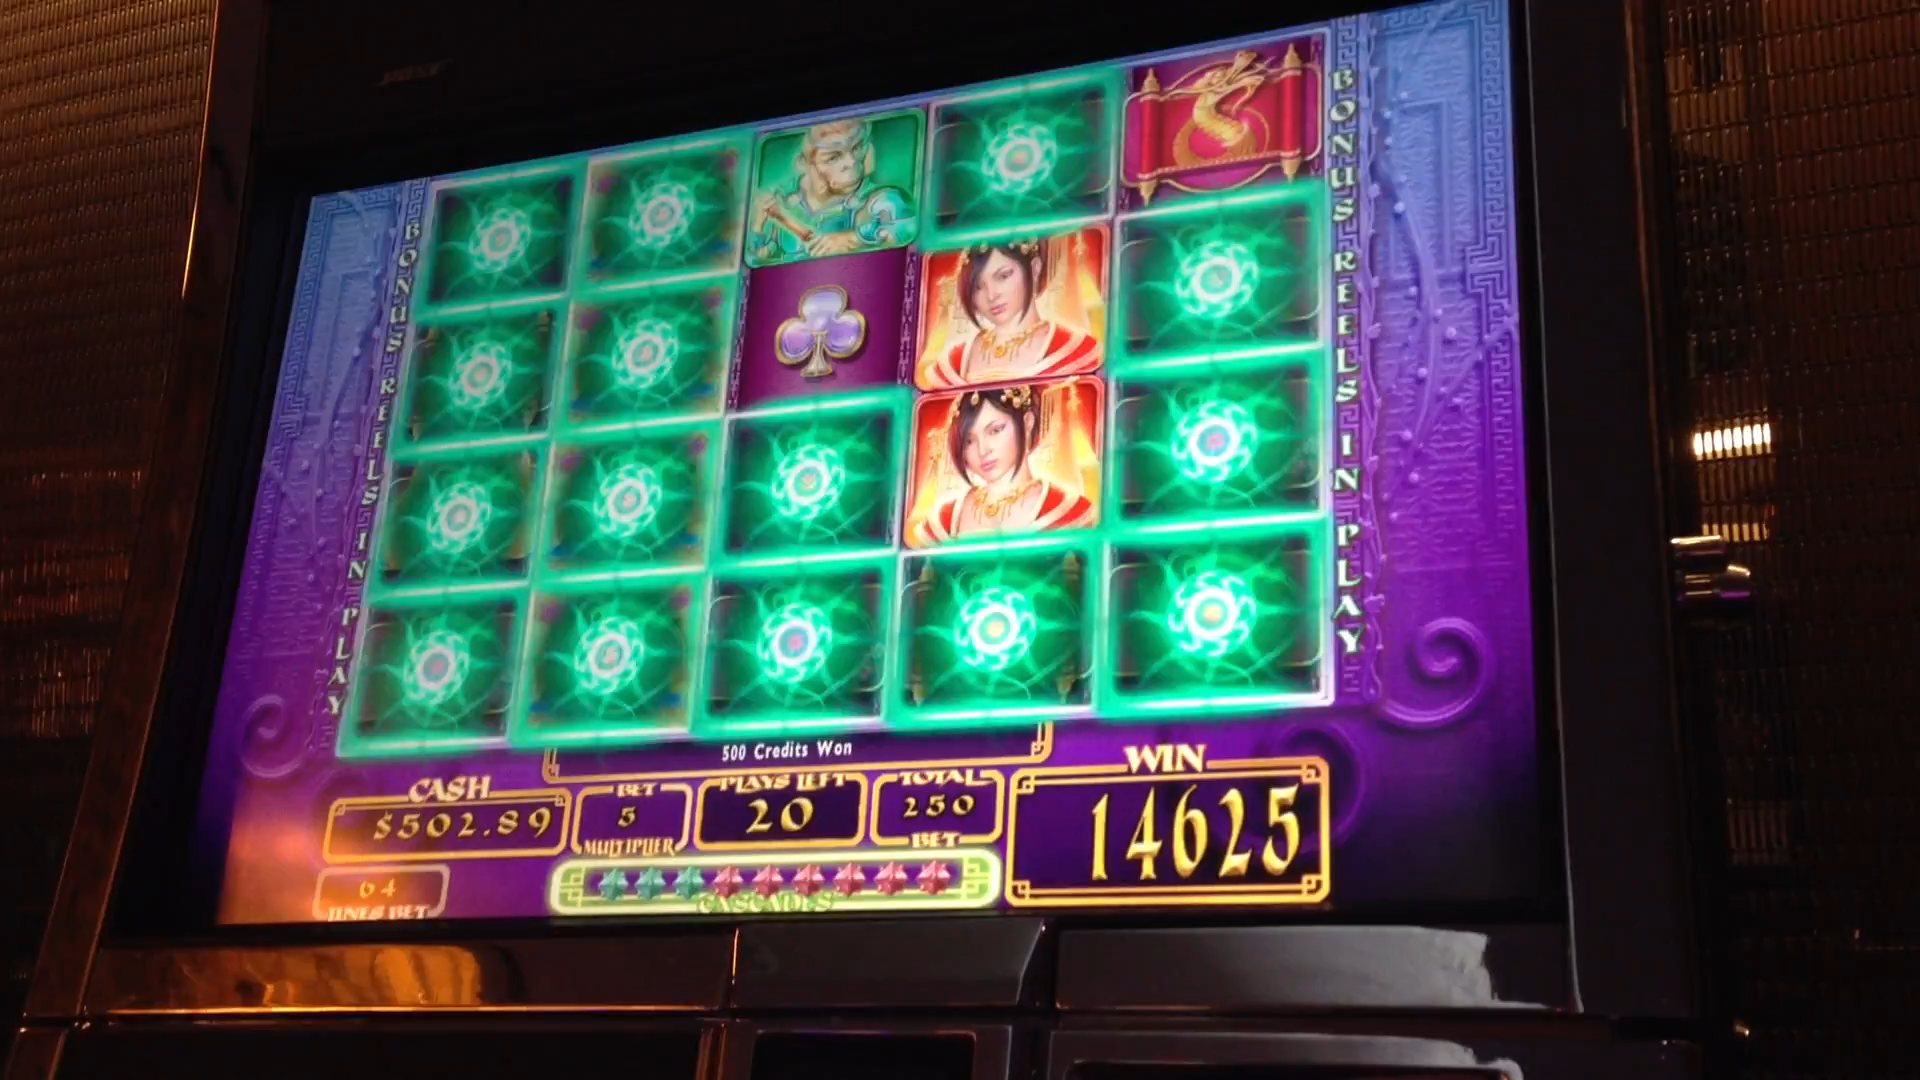 BONUS REELS IN PLAY
BONUS REELS IN PLAY
500 Credits Won
CASH
$502.89
BET
5
MULTIPLIER
PLAYS LEFT
20
TOTAL
250
BET
WIN
14625
64
LINES BET
CASCADES